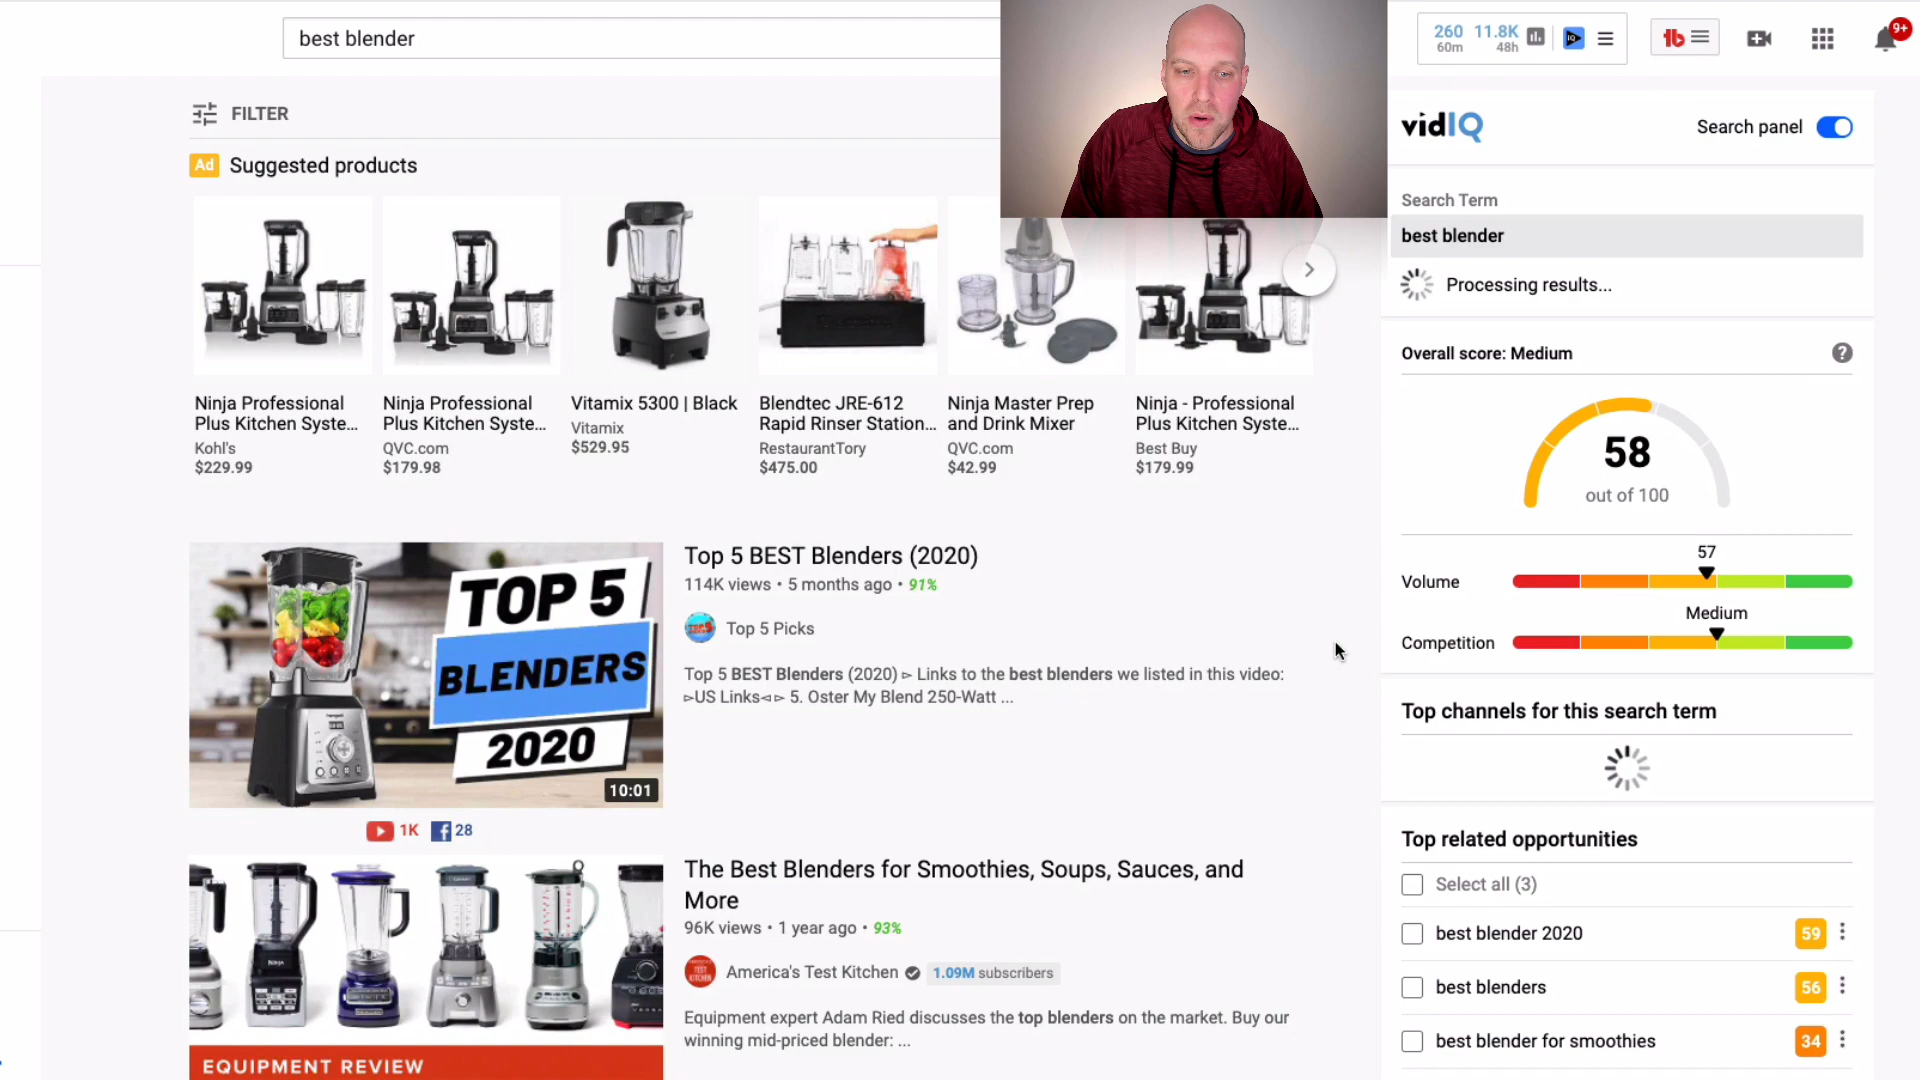 best blender
260 11.8K
60m 48h
9+
FILTER
Ad Suggested products
Ninja Professional
Plus Kitchen Syste...
Kohl's
$229.99
Ninja Professional
Plus Kitchen Syste...
QVC.com
$179.98
Vitamix 5300 | Black
Vitamix
$529.95
Blendtec JRE-612
Rapid Rinser Station...
RestaurantTory
$475.00
Ninja Master Prep
and Drink Mixer
QVC.com
$42.99
Ninja - Professional
Plus Kitchen Syste...
Best Buy
$179.99
TOP 5
BLENDERS
2020
10:01
1K 28
Top 5 BEST Blenders (2020)
114K views • 5 months ago • 91%
Top 5 Picks
Top 5 BEST Blenders (2020) ▻ Links to the best blenders we listed in this video:
▻US Links◅ ▻ 5. Oster My Blend 250-Watt ...
EQUIPMENT REVIEW
The Best Blenders for Smoothies, Soups, Sauces, and
More
96K views • 1 year ago • 93%
America's Test Kitchen 1.09M subscribers
Equipment expert Adam Ried discusses the top blenders on the market. Buy our
winning mid-priced blender: ...
vidIQ
Search panel
Search Term
best blender
Processing results...
Overall score: Medium
?
58
out of 100
57
Volume
Medium
Competition
Top channels for this search term
Top related opportunities
Select all (3)
best blender 2020 59
best blenders 56
best blender for smoothies 34